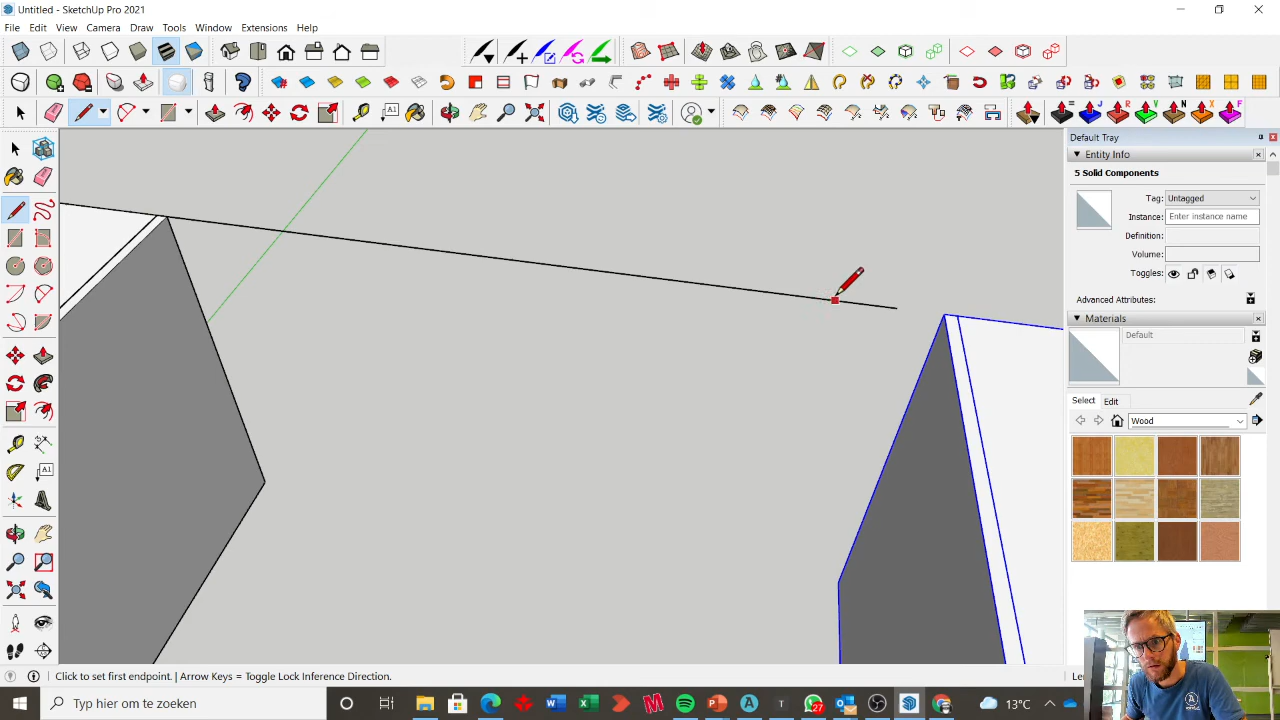 Untitled - SketchUp Pro 2021
File Edit View Camera Draw Tools Window Extensions Help
Default Tray
Entity Info
5 Solid Components
Tag: Untagged
Instance: Enter instance name
Definition:
Volume:
Toggles:
Advanced Attributes:
Materials
Default
Select Edit
Wood
Click to set first endpoint. | Arrow Keys = Toggle Lock Inference Direction.
Typ hier om te zoeken
27
13°C